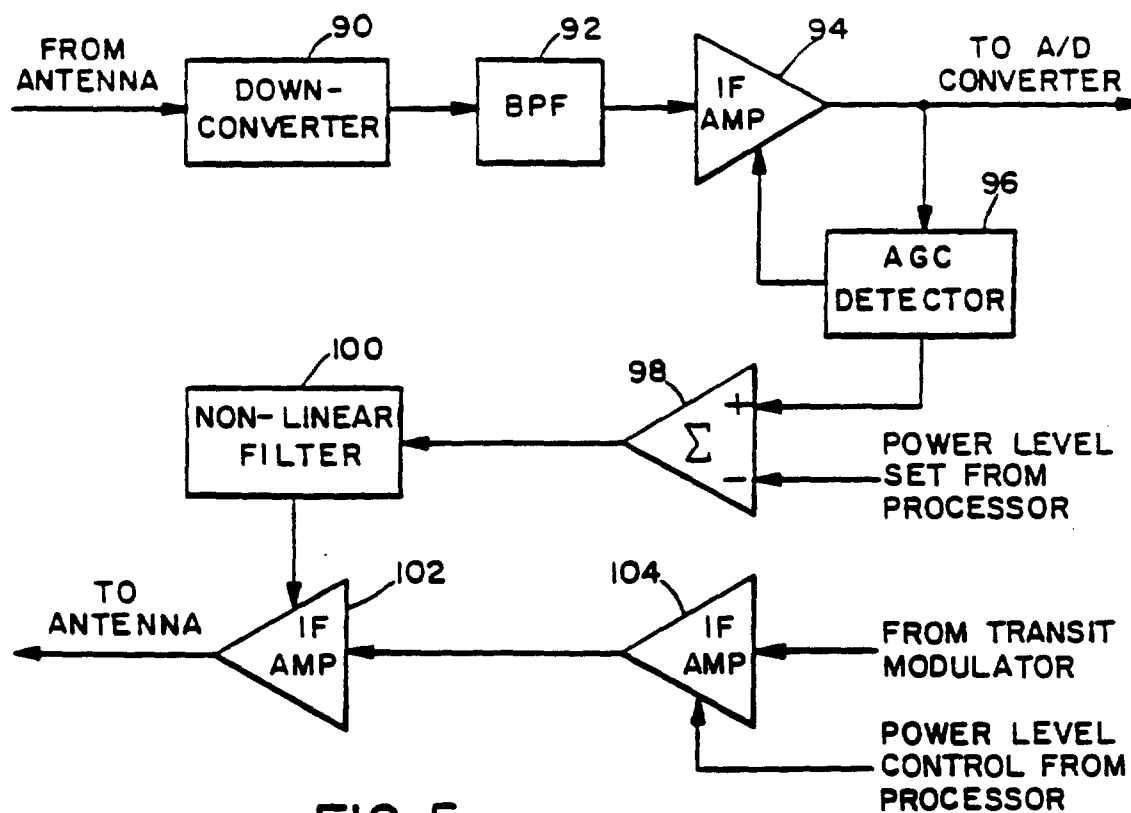 FROM
ANTENNA
90
DOWN-
CONVERTER
92
BPF
94
IF
AMP
TO A/D
CONVERTER
96
AGC
DETECTOR
100
NON-LINEAR
FILTER
98
+
Σ
-
POWER LEVEL
SET FROM
PROCESSOR
TO
ANTENNA
102
IF
AMP
104
IF
AMP
FROM TRANSIT
MODULATOR
POWER LEVEL
CONTROL FROM
PROCESSOR